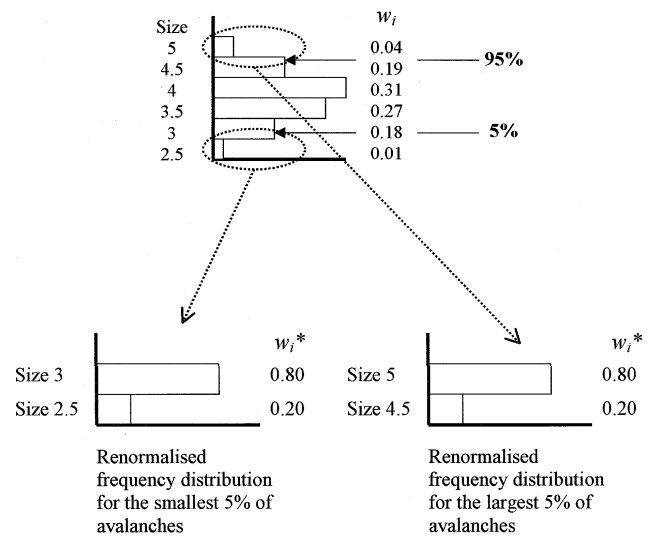 Size wᵢ
5 0.04
95%
4.5 0.19
4 0.31
3.5 0.27
3 0.18 5%
2.5 0.01
wᵢ*
Size 3 0.80
Size 2.5 0.20
Renormalised
frequency distribution
for the smallest 5% of
avalanches
wᵢ*
Size 5 0.80
Size 4.5 0.20
Renormalised
frequency distribution
for the largest 5% of
avalanches